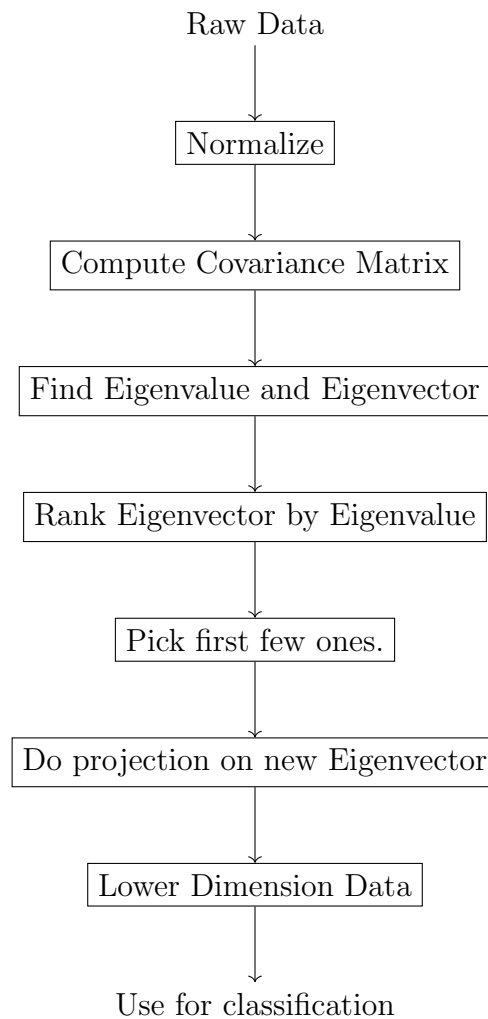 Raw Data
Normalize
Compute Covariance Matrix
Find Eigenvalue and Eigenvector
Rank Eigenvector by Eigenvalue
Pick first few ones.
Do projection on new Eigenvector
Lower Dimension Data
Use for classification